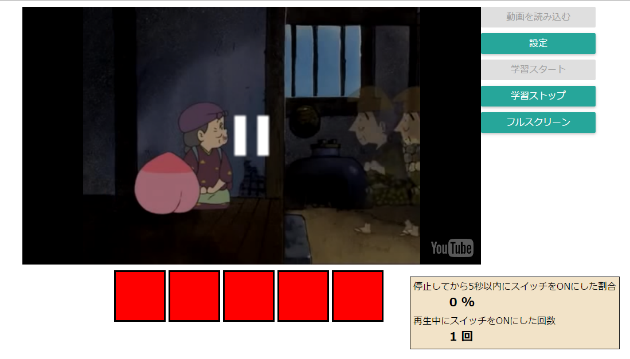 動画を読み込む
設定
学習スタート
学習ストップ
フルスクリーン
YouTube
停止してから5秒以内にスイッチをONにした割合
0 %
再生中にスイッチをONにした回数
1 回